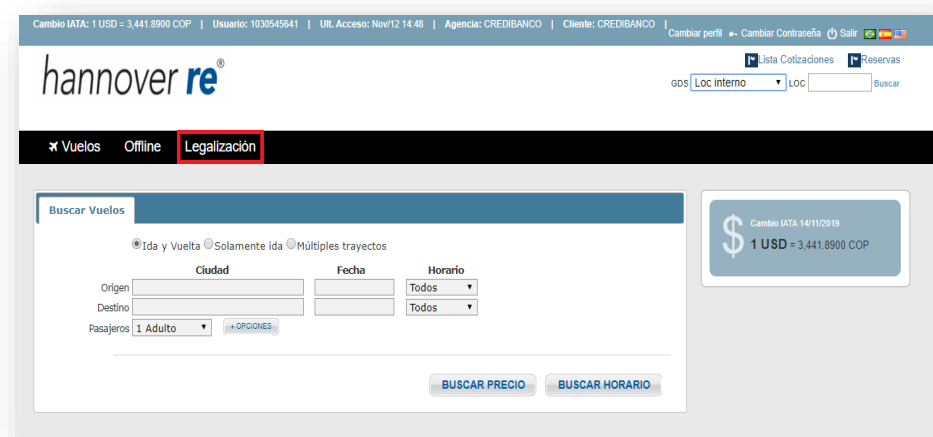 Cambio IATA: 1 USD = 3,441.8900 COP | Usuario: 1030545641 | Ult. Acceso: Nov/12 14:48 | Agencia: CREDIBANCO | Cliente: CREDIBANCO |
Cambiar perfil Cambiar Contraseña Salir
hannover re®
Lista Cotizaciones Reservas
GDS Loc interno LOC Buscar
Vuelos Offline Legalización
Buscar Vuelos
Ida y Vuelta Solamente ida Múltiples trayectos
Ciudad Fecha Horario
Origen Todos
Destino Todos
Pasajeros 1 Adulto +OPCIONES
BUSCAR PRECIO BUSCAR HORARIO
$
Cambio IATA 14/11/2019
1 USD = 3,441.8900 COP